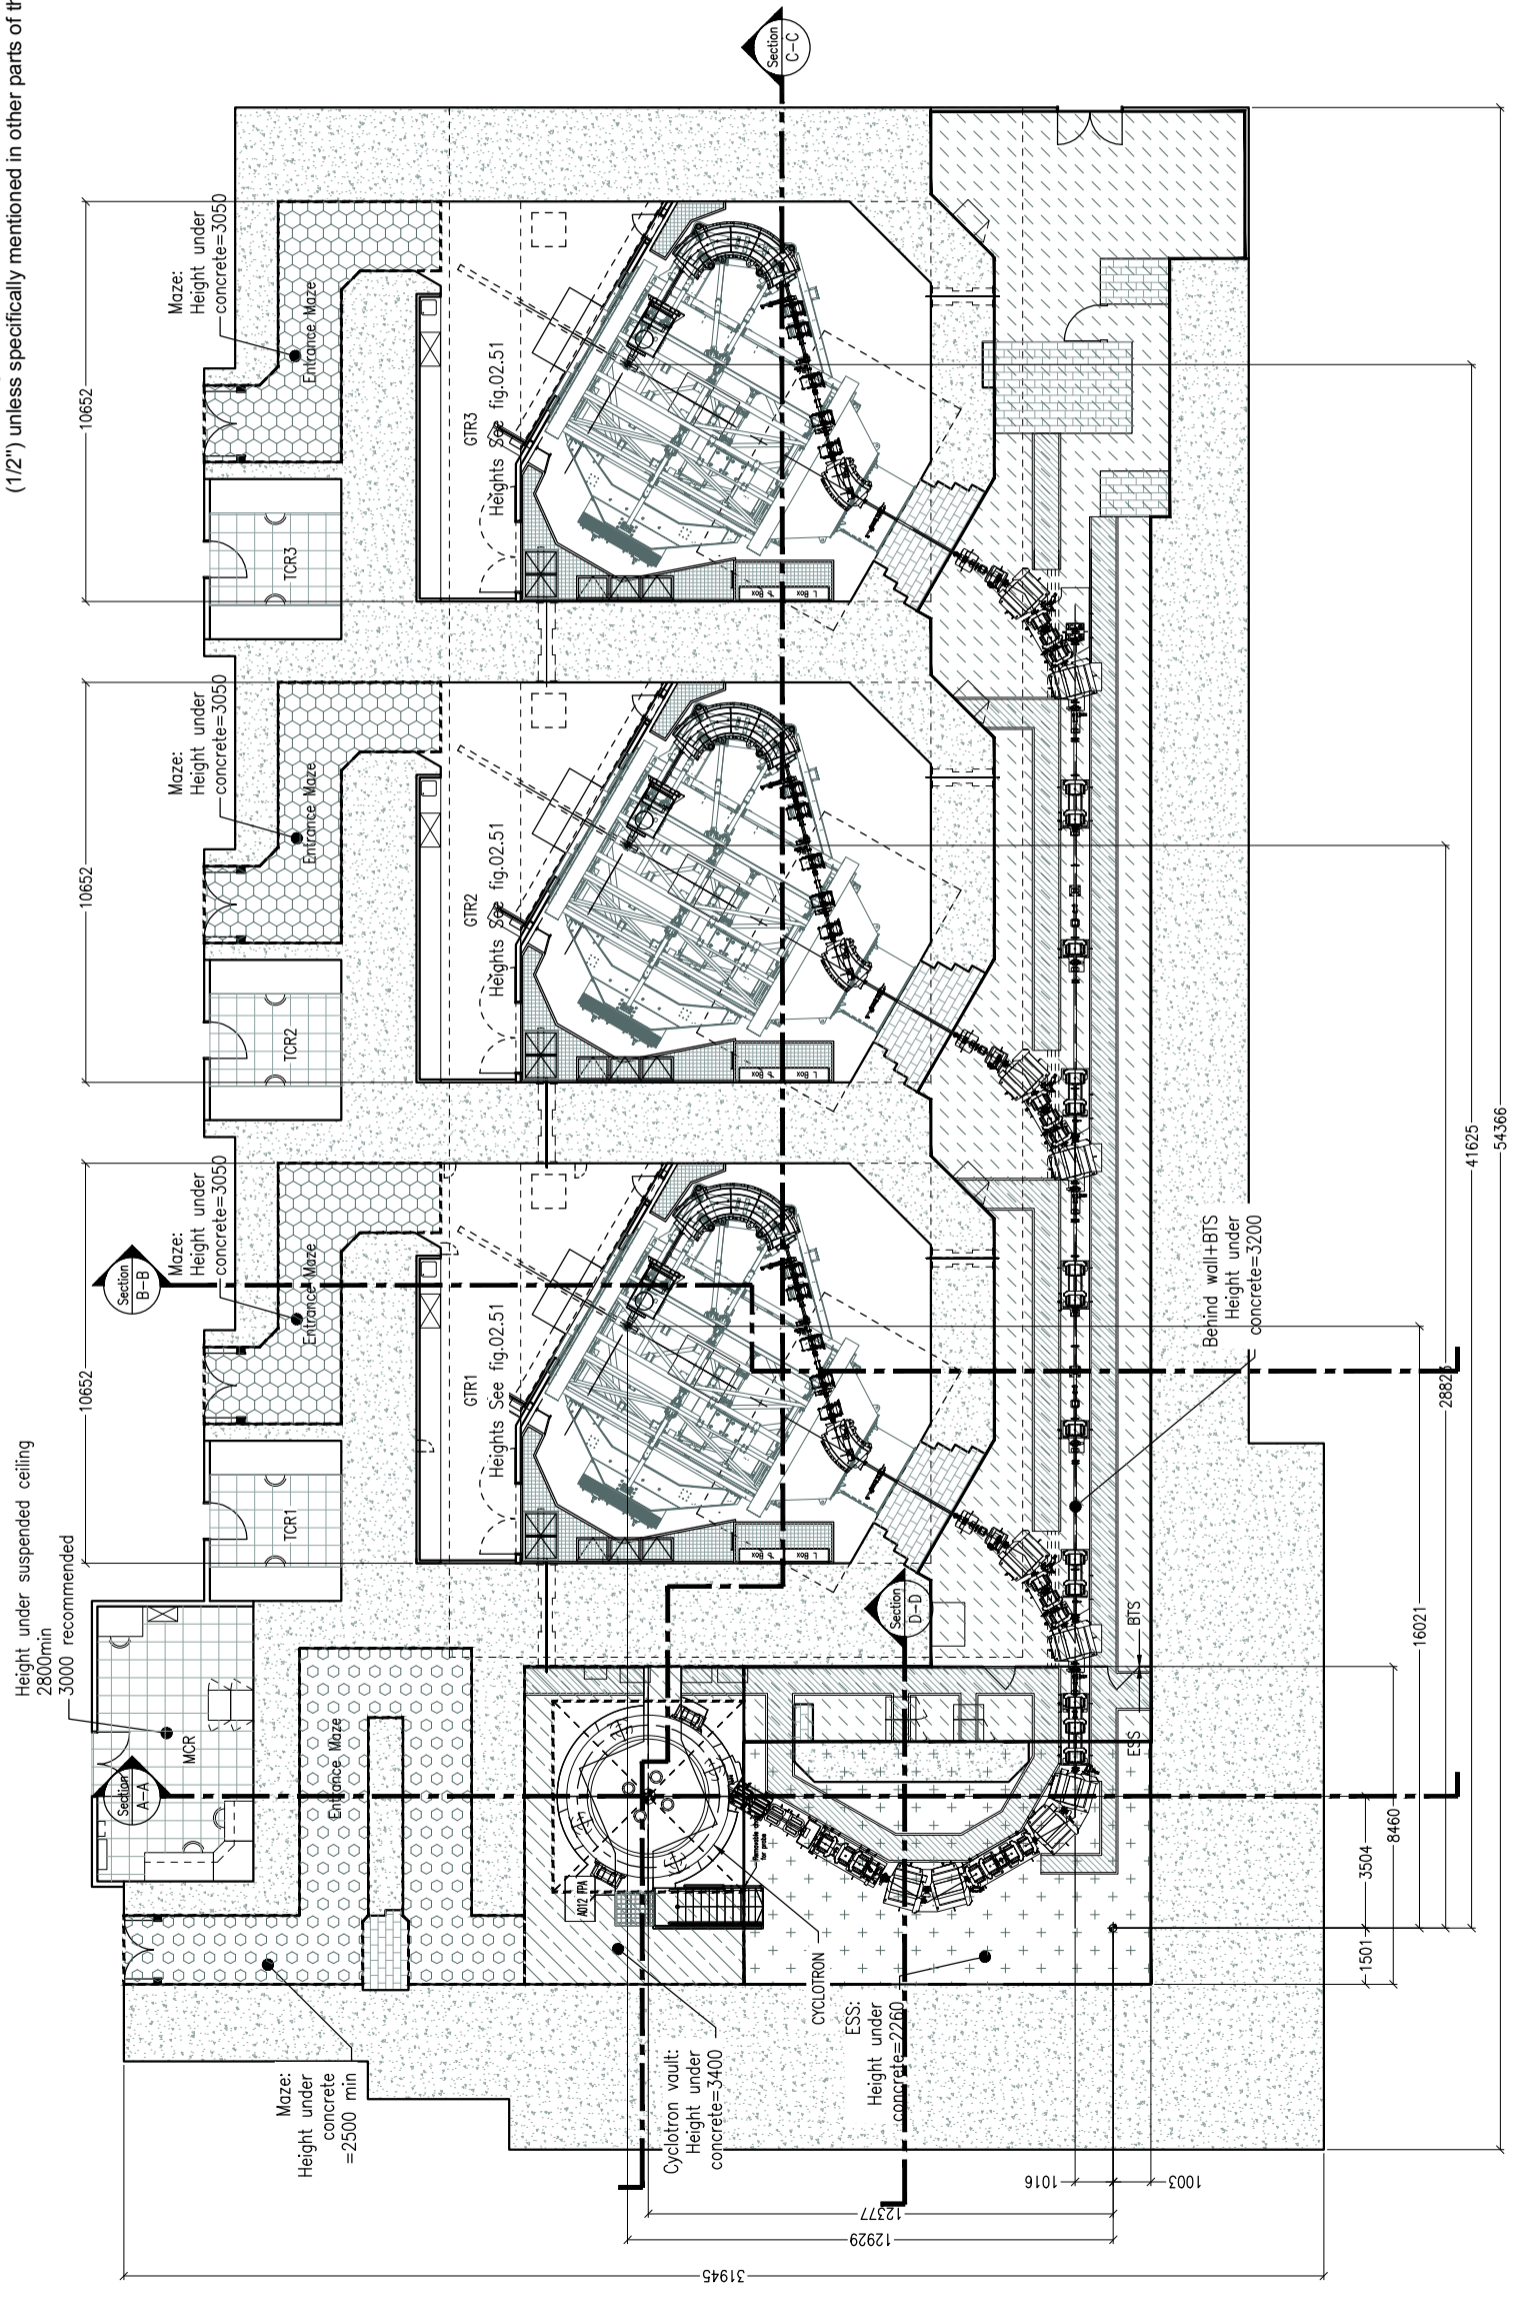 (1/2") unless specifically mentioned in other parts of th
Section
C-C
Maze:
Height under
concrete=3050
Entrance Maze
10652
GTR3
Heights See fig.02.51
TCR3
L Box
Box
Maze:
Height under
concrete=3050
Entrance Maze
10652
GTR2
Heights See fig.02.51
TCR2
L Box
Box
Maze:
Height under
concrete=3050
Entrance Maze
10652
Section
B-B
GTR1
Heights See fig.02.51
TCR1
L Box
Box
Height under suspended ceiling
2800min
3000 recommended
MCR
Section
A-A
Entrance Maze
Section
D-D
Behind wall+BTS
Height under
concrete=3200
BTS
ESS
for probe
CYCLOTRON
ESS:
Height under
concrete=2260
Cyclotron vault:
Height under
concrete=3400
Maze:
Height under
concrete
=2500 min
41625
54366
16021
8460
3504
1501
1016
1003
12377
12929
31945